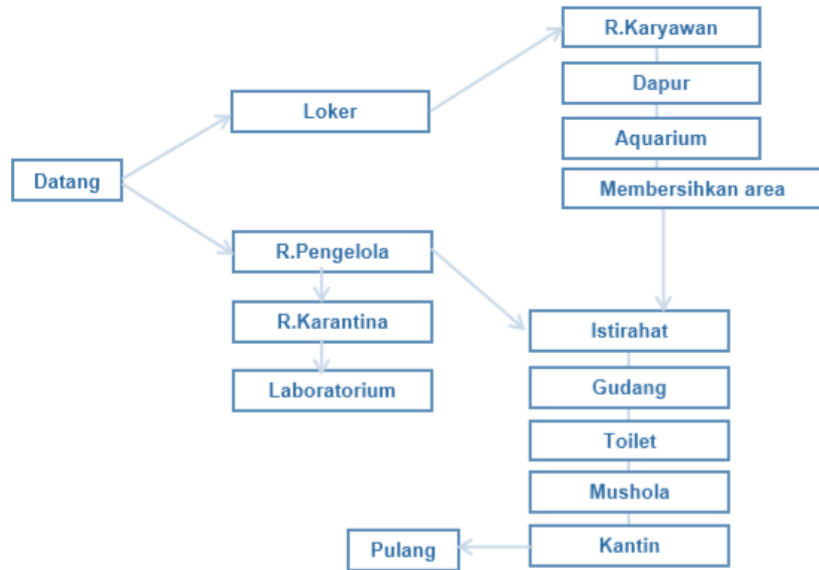 R.Karyawan
Dapur
Loker
Aquarium
Datang
Membersihkan area
R.Pengelola
R.Karantina
Istirahat
Laboratorium
Gudang
Toilet
Mushola
Kantin
Pulang